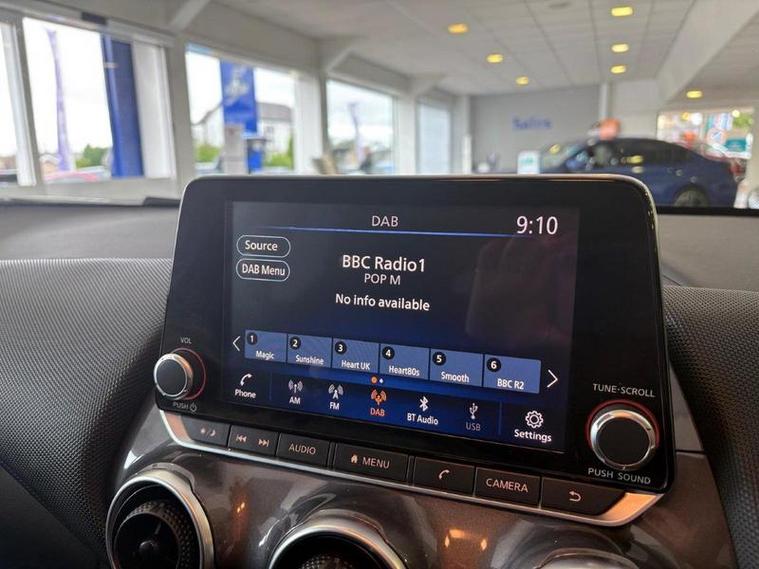 Sales
DAB 9:10
Source
DAB Menu
BBC Radio1
POP M
No info available
1 Magic
2 Sunshine
3 Heart UK
4 Heart80s
5 Smooth
6 BBC R2
Phone
AM
FM
DAB
BT Audio
USB
Settings
VOL
PUSH
TUNE·SCROLL
PUSH SOUND
AUDIO
MENU
CAMERA